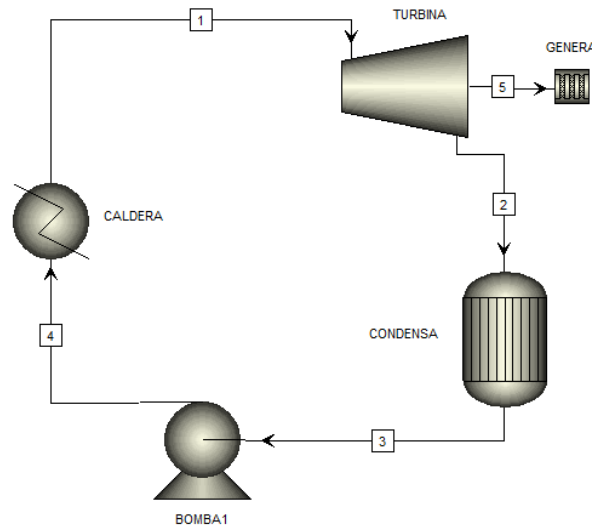 1
TURBINA
GENERA
5
2
CALDERA
4
CONDENSA
3
BOMBA1